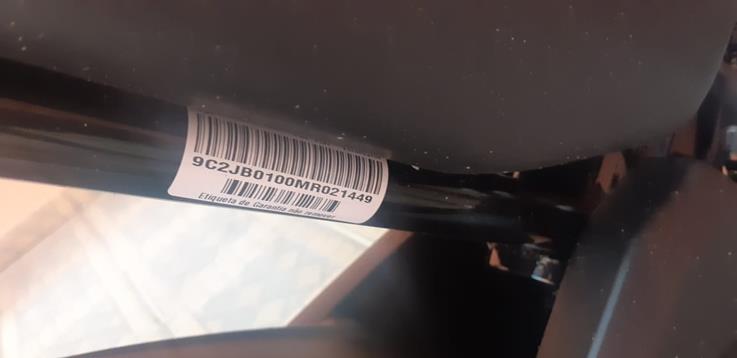 9C2JB0100MR021449
Etiqueta de Garantia não remover